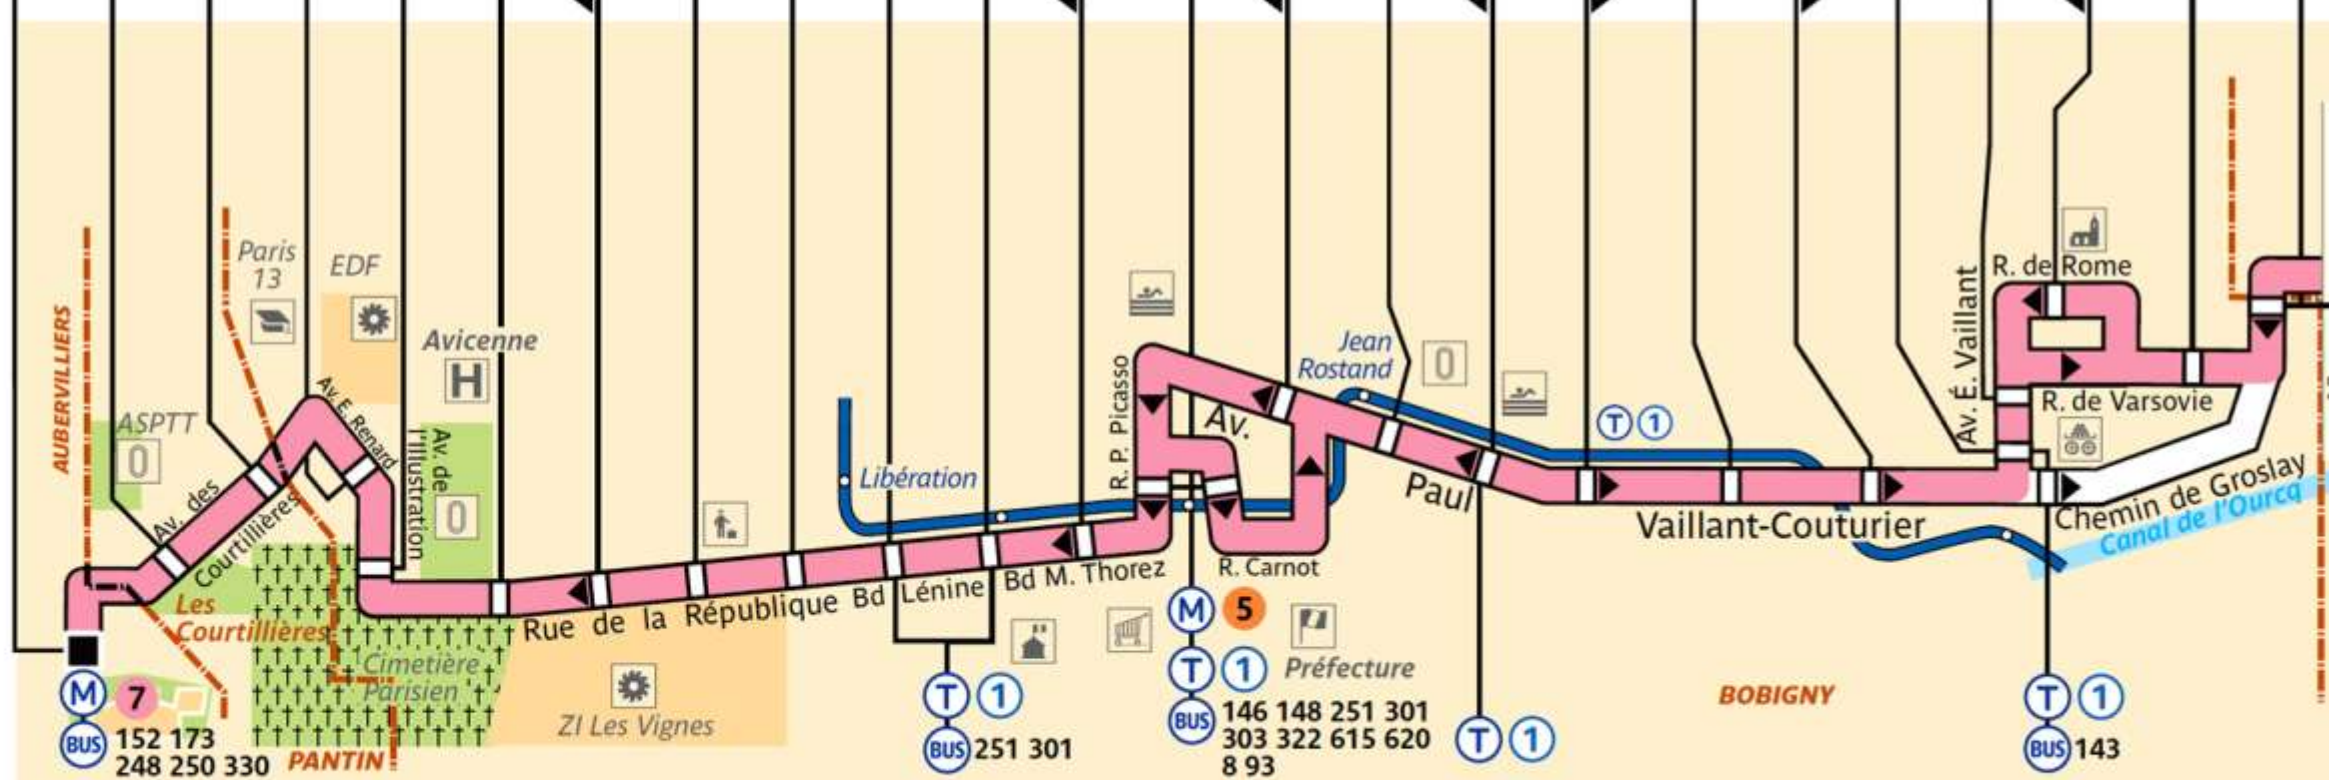 AUBERVILLIERS
ASPTT
Av. des
Courtillières
Les
Courtillières
M 7
BUS 152 173
248 250 330
PANTIN
Paris
13
EDF
Av. E. Renard
Av. de
l'Illustration
Avicenne
H
Cimetière
Parisien
Rue de la République
ZI Les Vignes
Bd Lénine
Bd M. Thorez
Libération
T 1
BUS 251 301
R. P. Picasso
Av.
R. Carnot
M 5
T 1
Préfecture
BUS 146 148 251 301
303 322 615 620
8 93
Jean
Rostand
Paul
T 1
T 1
Vaillant-Couturier
BOBIGNY
Av. É. Vaillant
R. de Rome
R. de Varsovie
Chemin de Groslay
Canal de l'Ourcq
T 1
BUS 143